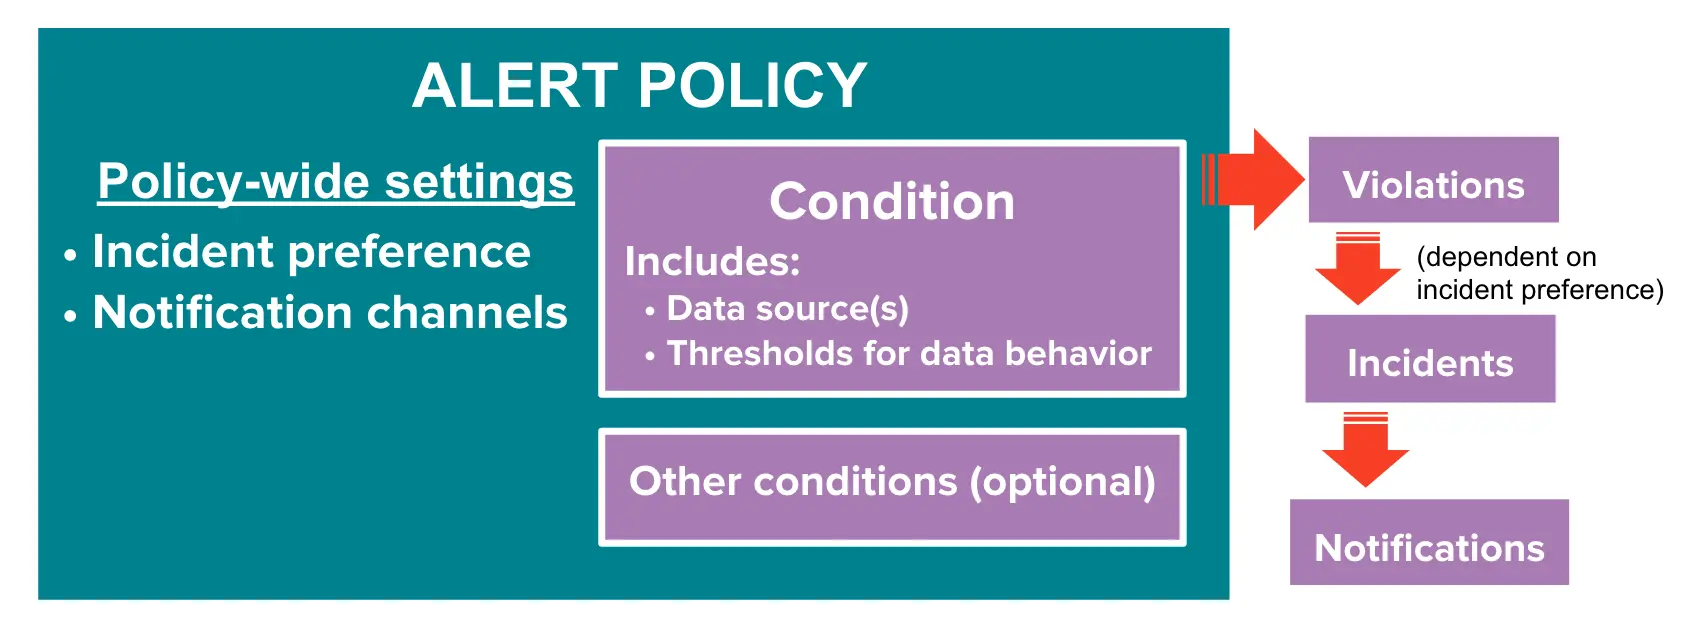 ALERT POLICY
Policy-wide settings
• Incident preference
• Notification channels
Condition
Includes:
• Data source(s)
• Thresholds for data behavior
Other conditions (optional)
Violations
(dependent on
incident preference)
Incidents
Notifications